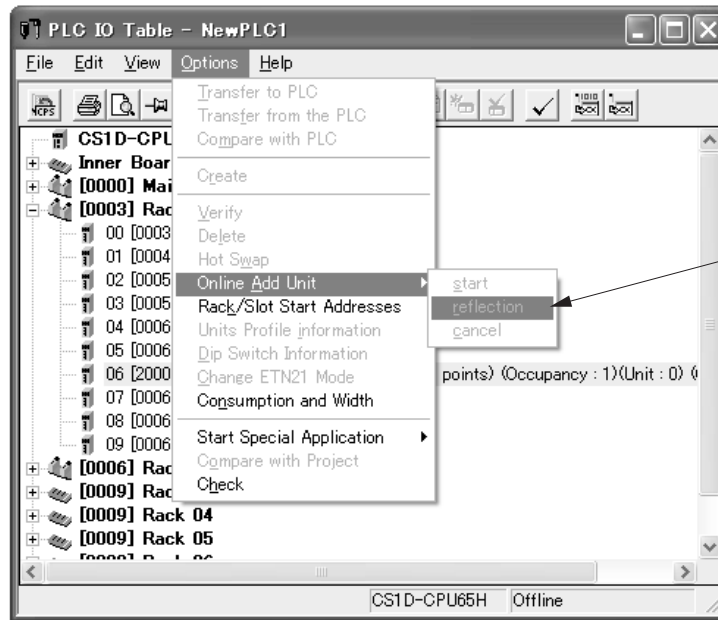 PLC IO Table - NewPLC1
File Edit View Options Help
Transfer to PLC
Transfer from the PLC
Compare with PLC
Create
Verify
Delete
Hot Swap
Online Add Unit
Rack/Slot Start Addresses
Units Profile information
Dip Switch Information
Change ETN21 Mode
Consumption and Width
Start Special Application
Compare with Project
Check
start
reflection
cancel
CS1D-CPU
Inner Boar
[0000] Mai
[0003] Rac
00 [0003
01 [0004
02 [0005
03 [0005
04 [0006
05 [0006
06 [2000 points) (Occupancy : 1)(Unit : 0) (
07 [0006
08 [0006
09 [0006
[0006] Rac
[0009] Rac
[0009] Rack 04
[0009] Rack 05
CS1D-CPU65H Offline